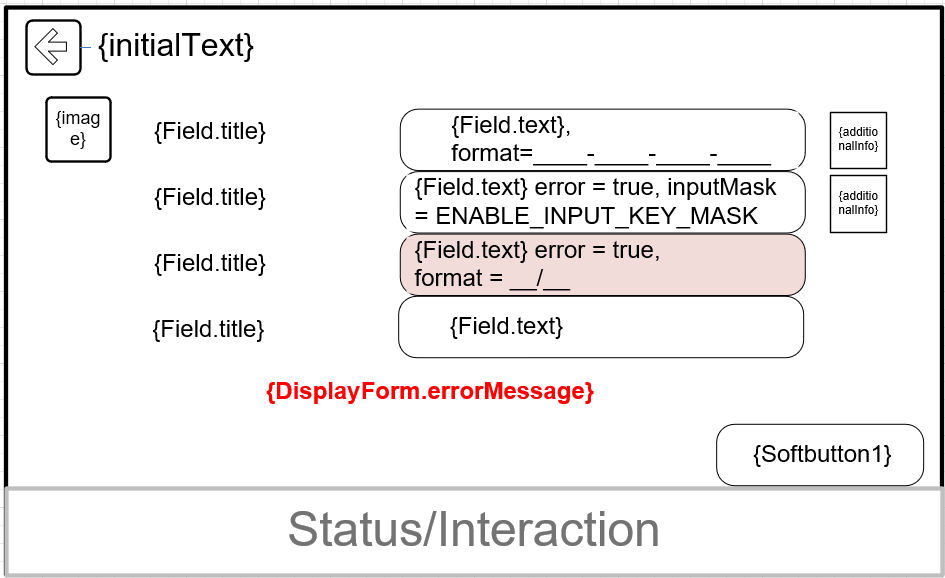 {initialText}
{imag
e}
{Field.title}
{Field.text},
format=____-____-____-____
{additio
nalInfo}
{Field.title}
{Field.text} error = true, inputMask
= ENABLE_INPUT_KEY_MASK
{additio
nalInfo}
{Field.title}
{Field.text} error = true,
format = __/__
{Field.title}
{Field.text}
{DisplayForm.errorMessage}
{Softbutton1}
Status/Interaction